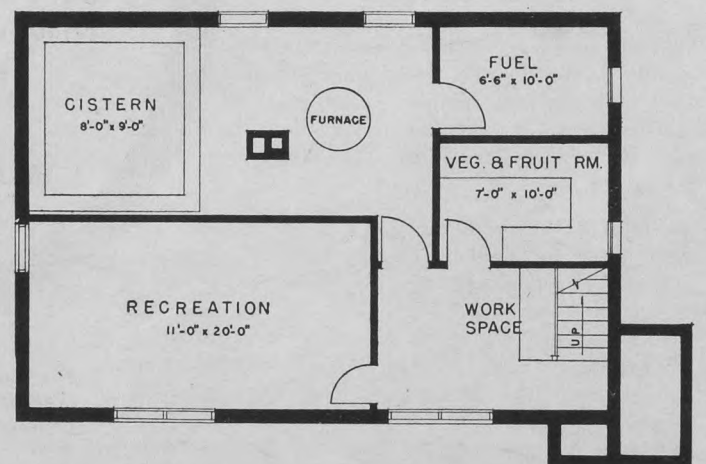 CISTERN
8'-0" x 9'-0"
FURNACE
FUEL
6'-6" x 10'-0"
VEG. & FRUIT RM.
7'-0" x 10'-0"
RECREATION
11'-0" x 20'-0"
WORK
SPACE
UP